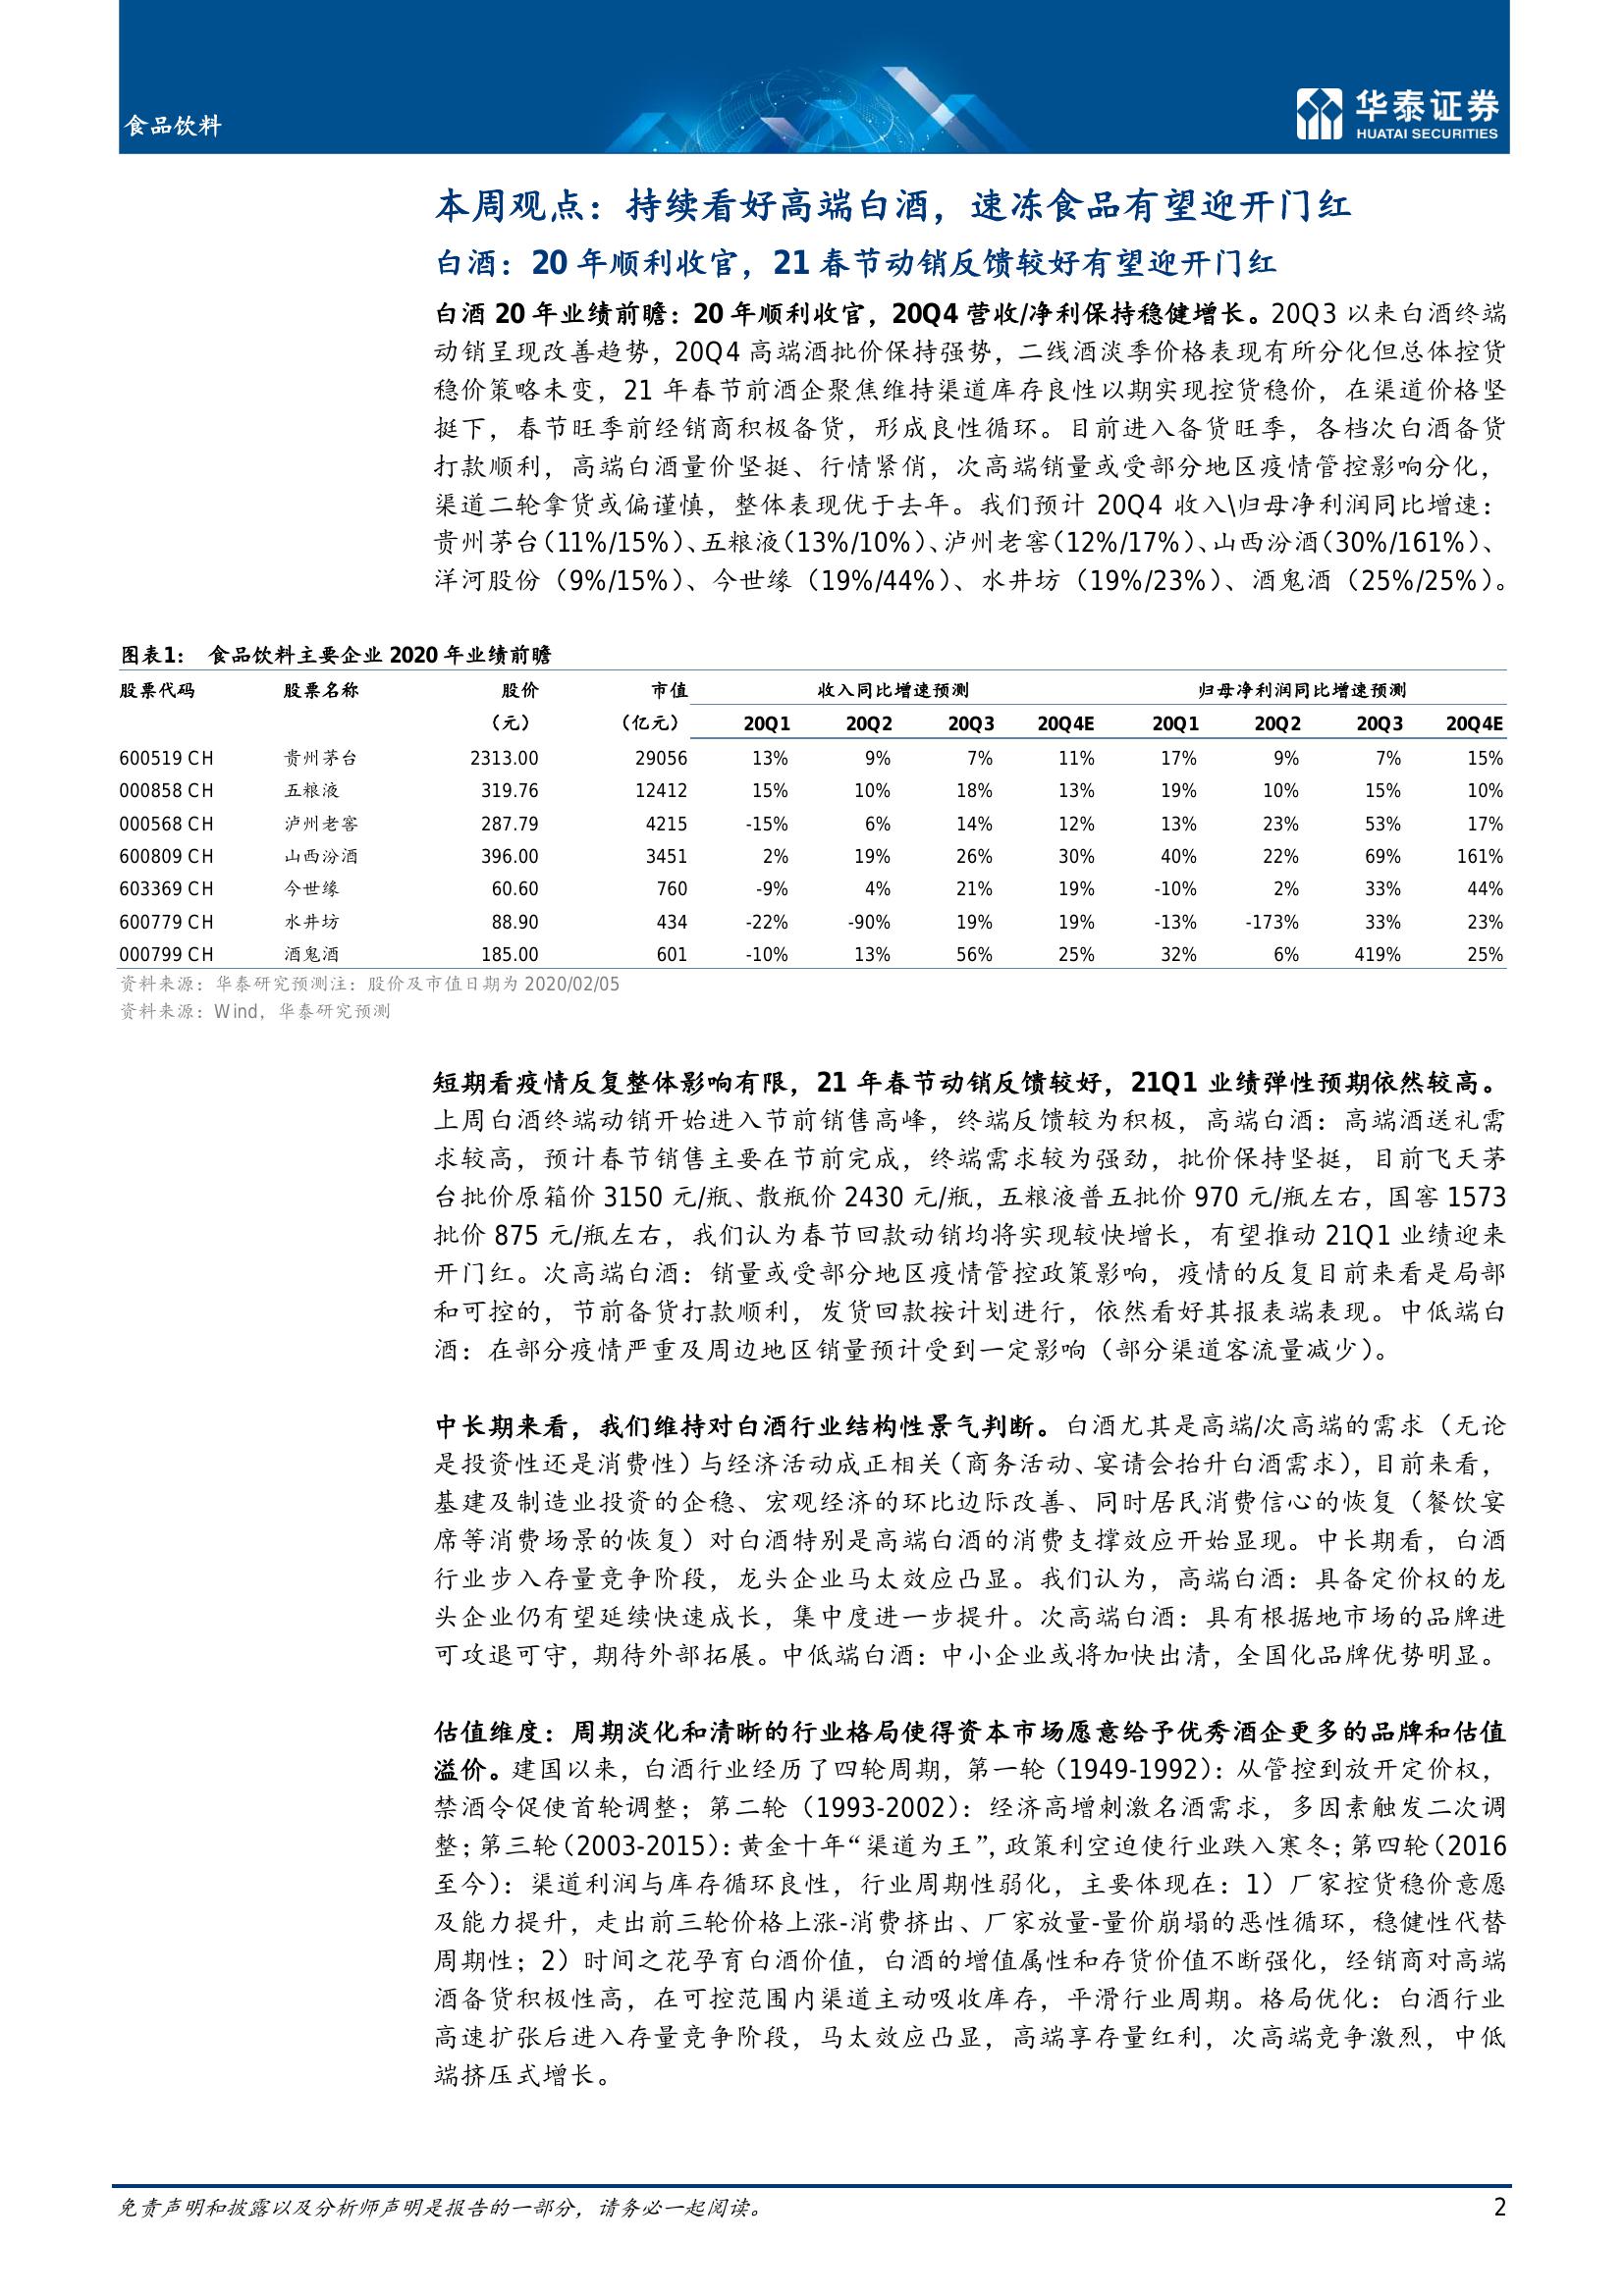 食品饮料
华泰证券
HUATAI SECURITIES
本周观点：持续看好高端白酒，速冻食品有望迎开门红
白酒：20 年顺利收官，21 春节动销反馈较好有望迎开门红
白酒 20 年业绩前瞻：20 年顺利收官，20Q4 营收/净利保持稳健增长。20Q3 以来白酒终端
动销呈现改善趋势，20Q4 高端酒批价保持强势，二线酒淡季价格表现有所分化但总体控货
稳价策略未变，21 年春节前酒企聚焦维持渠道库存良性以期实现控货稳价，在渠道价格坚
挺下，春节旺季前经销商积极备货，形成良性循环。目前进入备货旺季，各档次白酒备货
打款顺利，高端白酒量价坚挺、行情紧俏，次高端销量或受部分地区疫情管控影响分化，
渠道二轮拿货或偏谨慎，整体表现优于去年。我们预计 20Q4 收入\归母净利润同比增速：
贵州茅台（11%/15%）、五粮液（13%/10%）、泸州老窖（12%/17%）、山西汾酒（30%/161%）、
洋河股份（9%/15%）、今世缘（19%/44%）、水井坊（19%/23%）、酒鬼酒（25%/25%）。
图表1： 食品饮料主要企业 2020 年业绩前瞻
股票代码 股票名称 股价 市值 收入同比增速预测 归母净利润同比增速预测
（元） （亿元） 20Q1 20Q2 20Q3 20Q4E 20Q1 20Q2 20Q3 20Q4E
600519 CH 贵州茅台 2313.00 29056 13% 9% 7% 11% 17% 9% 7% 15%
000858 CH 五粮液 319.76 12412 15% 10% 18% 13% 19% 10% 15% 10%
000568 CH 泸州老窖 287.79 4215 -15% 6% 14% 12% 13% 23% 53% 17%
600809 CH 山西汾酒 396.00 3451 2% 19% 26% 30% 40% 22% 69% 161%
603369 CH 今世缘 60.60 760 -9% 4% 21% 19% -10% 2% 33% 44%
600779 CH 水井坊 88.90 434 -22% -90% 19% 19% -13% -173% 33% 23%
000799 CH 酒鬼酒 185.00 601 -10% 13% 56% 25% 32% 6% 419% 25%
资料来源：华泰研究预测注：股价及市值日期为 2020/02/05
资料来源：Wind，华泰研究预测
短期看疫情反复整体影响有限，21 年春节动销反馈较好，21Q1 业绩弹性预期依然较高。
上周白酒终端动销开始进入节前销售高峰，终端反馈较为积极，高端白酒：高端酒送礼需
求较高，预计春节销售主要在节前完成，终端需求较为强劲，批价保持坚挺，目前飞天茅
台批价原箱价 3150 元/瓶、散瓶价 2430 元/瓶，五粮液普五批价 970 元/瓶左右，国窖 1573
批价 875 元/瓶左右，我们认为春节回款动销均将实现较快增长，有望推动 21Q1 业绩迎来
开门红。次高端白酒：销量或受部分地区疫情管控政策影响，疫情的反复目前来看是局部
和可控的，节前备货打款顺利，发货回款按计划进行，依然看好其报表端表现。中低端白
酒：在部分疫情严重及周边地区销量预计受到一定影响（部分渠道客流量减少）。
中长期来看，我们维持对白酒行业结构性景气判断。白酒尤其是高端/次高端的需求（无论
是投资性还是消费性）与经济活动成正相关（商务活动、宴请会抬升白酒需求），目前来看，
基建及制造业投资的企稳、宏观经济的环比边际改善、同时居民消费信心的恢复（餐饮宴
席等消费场景的恢复）对白酒特别是高端白酒的消费支撑效应开始显现。中长期看，白酒
行业步入存量竞争阶段，龙头企业马太效应凸显。我们认为，高端白酒：具备定价权的龙
头企业仍有望延续快速成长，集中度进一步提升。次高端白酒：具有根据地市场的品牌进
可攻退可守，期待外部拓展。中低端白酒：中小企业或将加快出清，全国化品牌优势明显。
估值维度：周期淡化和清晰的行业格局使得资本市场愿意给予优秀酒企更多的品牌和估值
溢价。建国以来，白酒行业经历了四轮周期，第一轮（1949-1992）：从管控到放开定价权，
禁酒令促使首轮调整；第二轮（1993-2002）：经济高增刺激名酒需求，多因素触发二次调
整；第三轮（2003-2015）：黄金十年“渠道为王”，政策利空迫使行业跌入寒冬；第四轮（2016
至今）：渠道利润与库存循环良性，行业周期性弱化，主要体现在：1）厂家控货稳价意愿
及能力提升，走出前三轮价格上涨-消费挤出、厂家放量-量价崩塌的恶性循环，稳健性代替
周期性；2）时间之花孕育白酒价值，白酒的增值属性和存货价值不断强化，经销商对高端
酒备货积极性高，在可控范围内渠道主动吸收库存，平滑行业周期。格局优化：白酒行业
高速扩张后进入存量竞争阶段，马太效应凸显，高端享存量红利，次高端竞争激烈，中低
端挤压式增长。
免责声明和披露以及分析师声明是报告的一部分，请务必一起阅读。 2